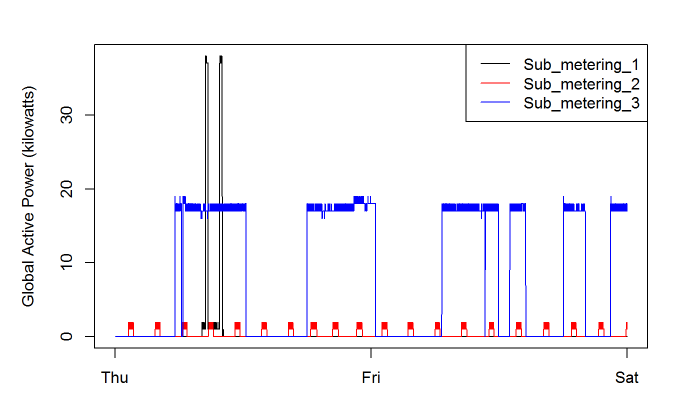 Sub_metering_1
Sub_metering_2
Sub_metering_3
Global Active Power (kilowatts)
30
20
10
0
Thu Fri Sat